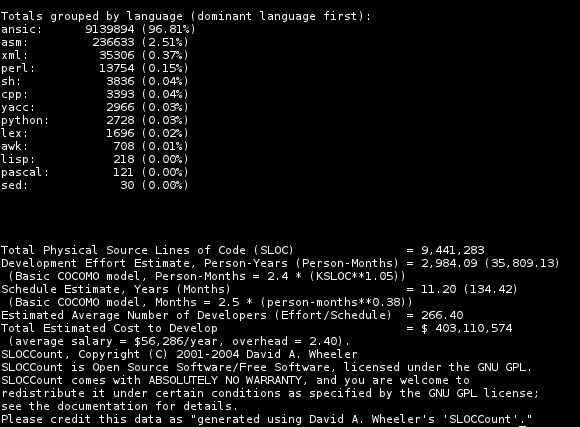 Totals grouped by language (dominant language first):
ansic: 9139894 (96.81%)
asm: 236633 (2.51%)
xml: 35306 (0.37%)
perl: 13754 (0.15%)
sh: 3836 (0.04%)
cpp: 3393 (0.04%)
yacc: 2966 (0.03%)
python: 2728 (0.03%)
lex: 1696 (0.02%)
awk: 708 (0.01%)
lisp: 218 (0.00%)
pascal: 121 (0.00%)
sed: 30 (0.00%)
Total Physical Source Lines of Code (SLOC) = 9,441,283
Development Effort Estimate, Person-Years (Person-Months) = 2,984.09 (35,809.13)
(Basic COCOMO model, Person-Months = 2.4 * (KSLOC**1.05))
Schedule Estimate, Years (Months) = 11.20 (134.42)
(Basic COCOMO model, Months = 2.5 * (person-months**0.38))
Estimated Average Number of Developers (Effort/Schedule) = 266.40
Total Estimated Cost to Develop = $ 403,110,574
(average salary = $56,286/year, overhead = 2.40).
SLOCCount, Copyright (C) 2001-2004 David A. Wheeler
SLOCCount is Open Source Software/Free Software, licensed under the GNU GPL.
SLOCCount comes with ABSOLUTELY NO WARRANTY, and you are welcome to
redistribute it under certain conditions as specified by the GNU GPL license;
see the documentation for details.
Please credit this data as "generated using David A. Wheeler's 'SLOCCount'."